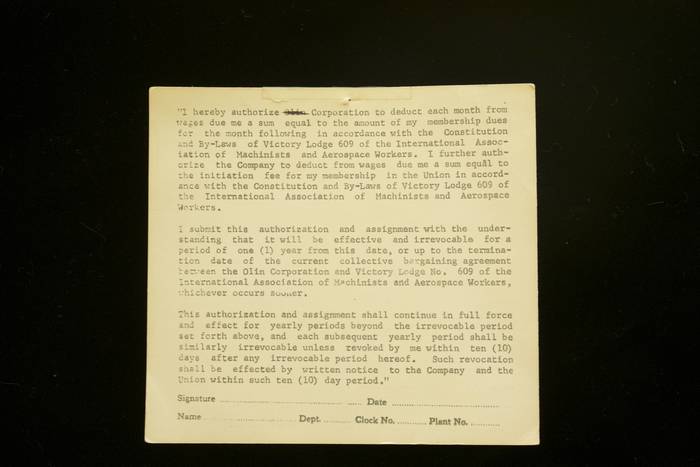 "I hereby authorize Olin Corporation to deduct each month from
wages due me a sum equal to the amount of my membership dues
for the month following in accordance with the Constitution
and By-Laws of Victory Lodge 609 of the International Assoc-
iation of Machinists and Aerospace Workers. I further auth-
orize the Company to deduct from wages due me a sum equal to
the initiation fee for my membership in the Union in accord-
ance with the Constitution and By-Laws of Victory Lodge 609 of
the International Association of Machinists and Aerospace
Workers.
I submit this authorization and assignment with the under-
standing that it will be effective and irrevocable for a
period of one (1) year from this date, or up to the termina-
tion date of the current collective bargaining agreement
between the Olin Corporation and Victory Lodge No. 609 of the
International Association of Machinists and Aerospace Workers,
whichever occurs sooner.
This authorization and assignment shall continue in full force
and effect for yearly periods beyond the irrevocable period
set forth above, and each subsequent yearly period shall be
similarly irrevocable unless revoked by me within ten (10)
days after any irrevocable period hereof. Such revocation
shall be effected by written notice to the Company and the
Union within such ten (10) day period."
Signature Date
Name Dept. Clock No. Plant No.